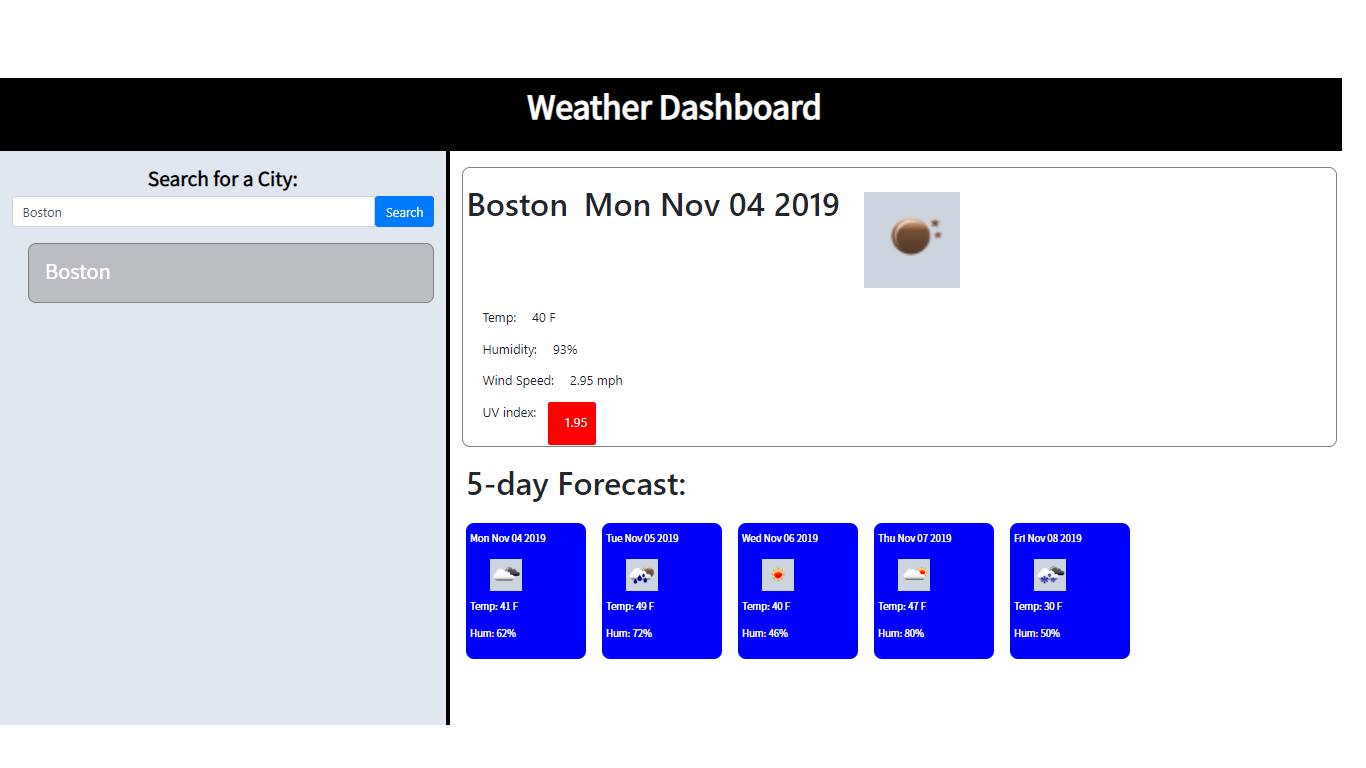 Weather Dashboard
Search for a City:
Boston
Search
Boston
Boston Mon Nov 04 2019
Temp: 40 F
Humidity: 93%
Wind Speed: 2.95 mph
UV index: 1.95
5-day Forecast:
Mon Nov 04 2019
Temp: 41 F
Hum: 62%
Tue Nov 05 2019
Temp: 49 F
Hum: 72%
Wed Nov 06 2019
Temp: 40 F
Hum: 46%
Thu Nov 07 2019
Temp: 47 F
Hum: 80%
Fri Nov 08 2019
Temp: 30 F
Hum: 50%